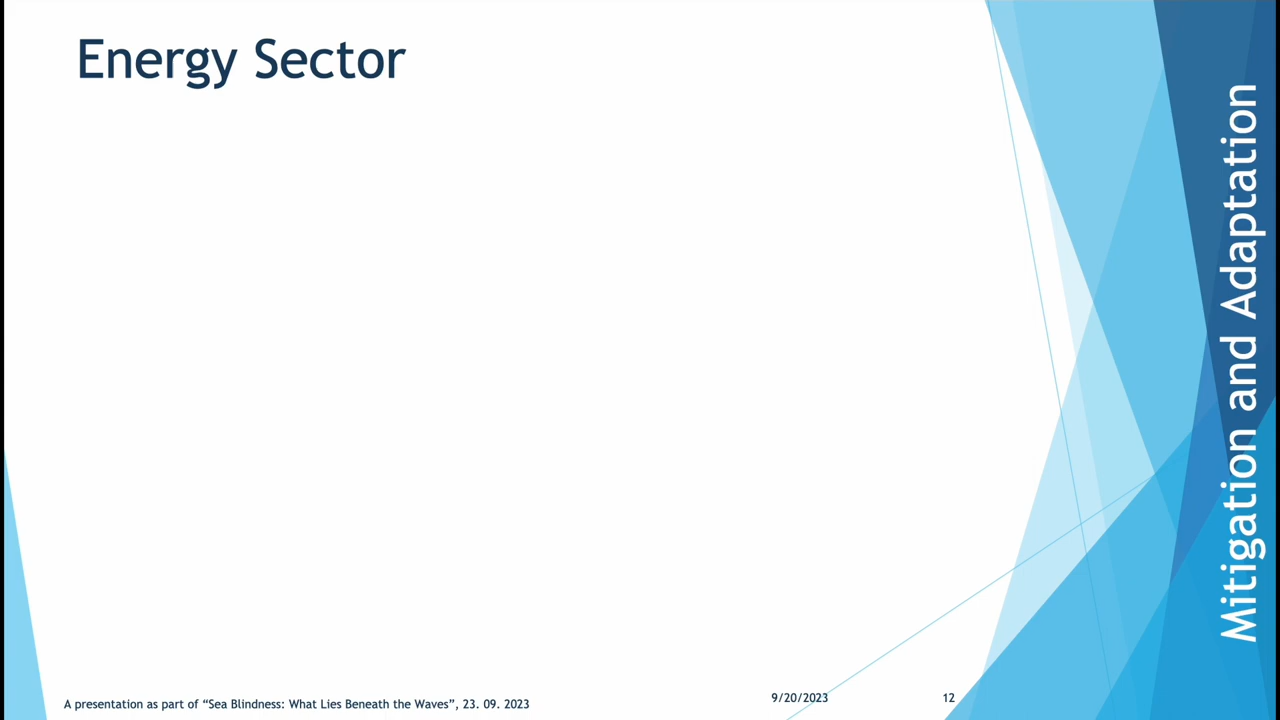 Energy Sector
Mitigation and Adaptation
A presentation as part of “Sea Blindness: What Lies Beneath the Waves”, 23. 09. 2023
9/20/2023
12